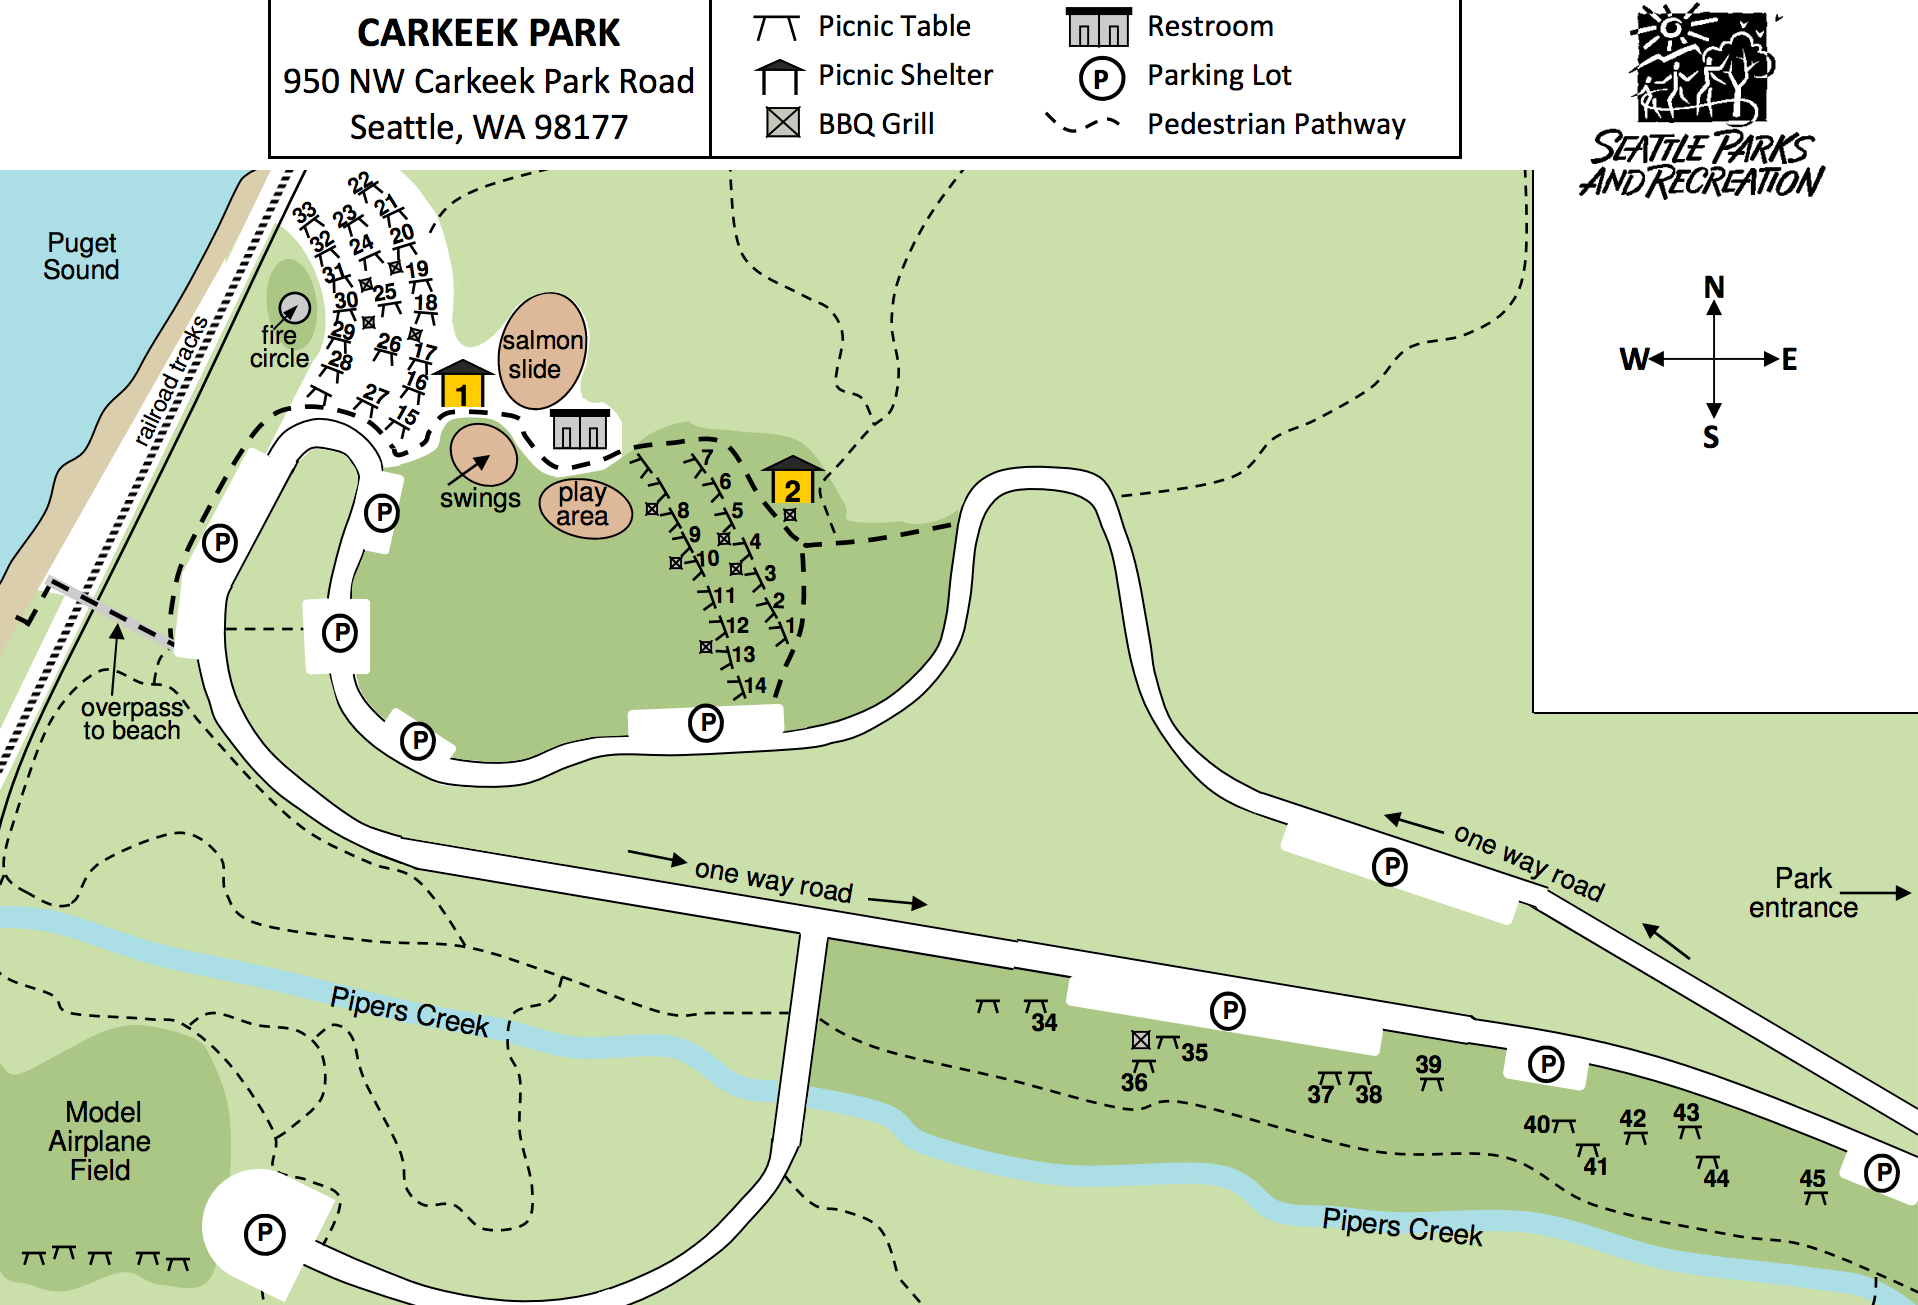 CARKEEK PARK
950 NW Carkeek Park Road
Seattle, WA 98177
Picnic Table
Picnic Shelter
BBQ Grill
Restroom
P
Parking Lot
Pedestrian Pathway
SEATTLE PARKS
AND RECREATION
N
W
E
S
Puget
Sound
railroad tracks
fire
circle
22
33
23
21
32
24
20
31
19
30
25
18
29
26
17
28
16
27
15
1
salmon
slide
swings
play
area
2
7
6
8
5
9
4
10
3
11
2
12
1
13
14
P
P
P
P
P
overpass
to beach
one way road
one way road
P
Park
entrance
Pipers Creek
34
35
36
37
38
39
40
41
42
43
44
45
P
P
P
Pipers Creek
Model
Airplane
Field
P